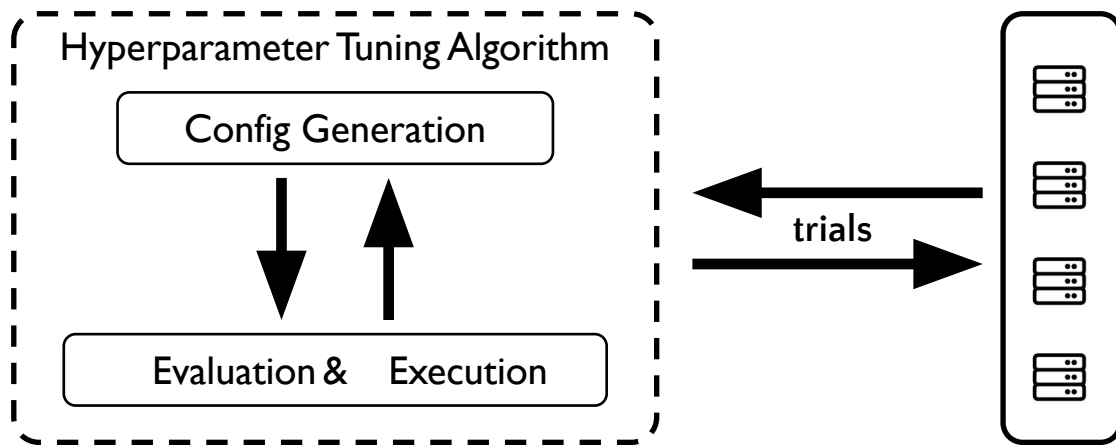 Hyperparameter Tuning Algorithm
Config Generation
trials
Evaluation & Execution